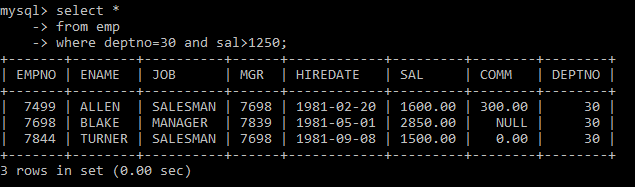 mysql> select *
    -> from emp
    -> where deptno=30 and sal>1250;
+-------+--------+----------+------+------------+---------+--------+--------+
| EMPNO | ENAME  | JOB      | MGR  | HIREDATE   | SAL     | COMM   | DEPTNO |
+-------+--------+----------+------+------------+---------+--------+--------+
|  7499 | ALLEN  | SALESMAN | 7698 | 1981-02-20 | 1600.00 | 300.00 |     30 |
|  7698 | BLAKE  | MANAGER  | 7839 | 1981-05-01 | 2850.00 |   NULL |     30 |
|  7844 | TURNER | SALESMAN | 7698 | 1981-09-08 | 1500.00 |   0.00 |     30 |
+-------+--------+----------+------+------------+---------+--------+--------+
3 rows in set (0.00 sec)